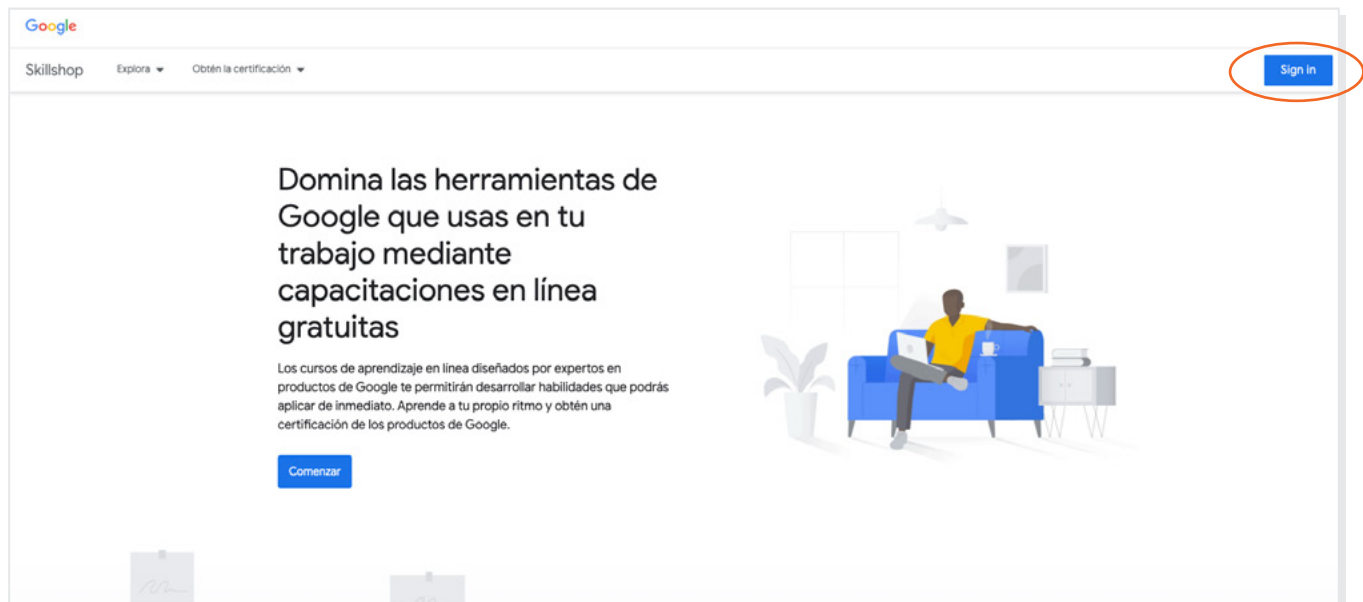 Google
Skillshop Explora Obtén la certificación Sign in
Domina las herramientas de
Google que usas en tu
trabajo mediante
capacitaciones en línea
gratuitas
Los cursos de aprendizaje en línea diseñados por expertos en
productos de Google te permitirán desarrollar habilidades que podrás
aplicar de inmediato. Aprende a tu propio ritmo y obtén una
certificación de los productos de Google.
Comenzar